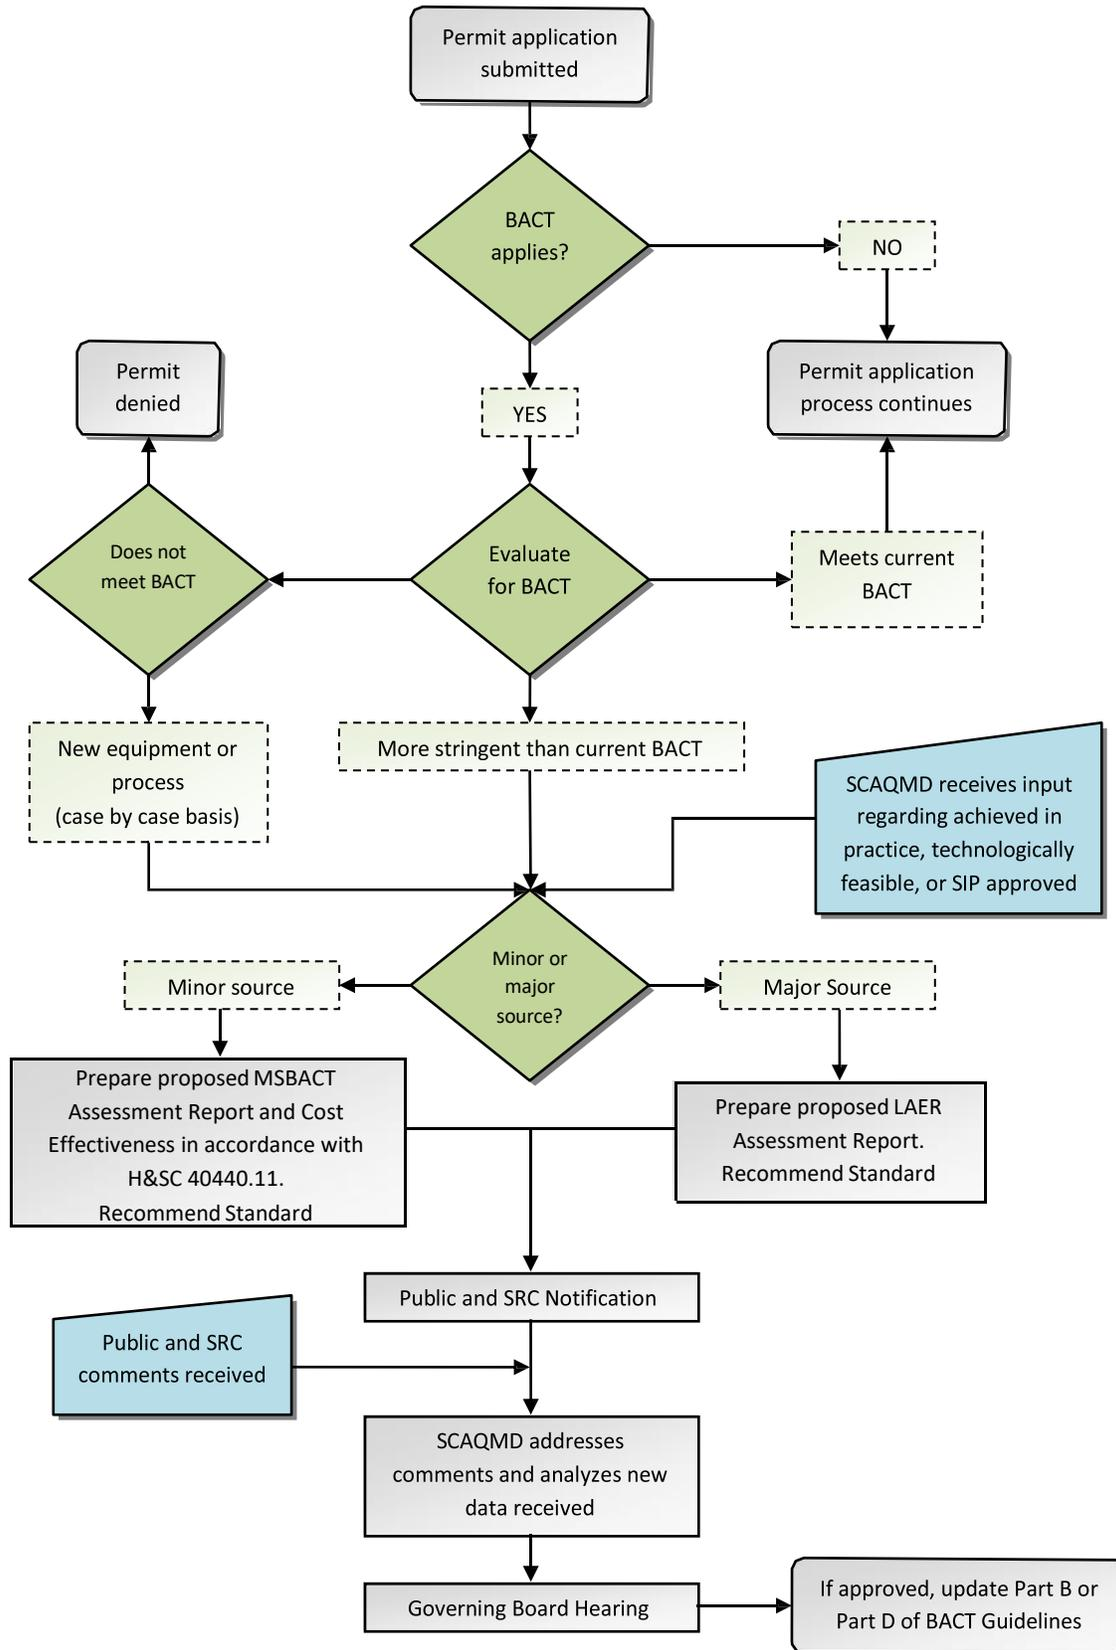 Permit application
submitted
BACT
applies?
NO
Permit
denied
YES
Permit application
process continues
Does not
meet BACT
Evaluate
for BACT
Meets current
BACT
New equipment or
process
(case by case basis)
More stringent than current BACT
SCAQMD receives input
regarding achieved in
practice, technologically
feasible, or SIP approved
Minor source
Minor or
major
source?
Major Source
Prepare proposed MSBACT
Assessment Report and Cost
Effectiveness in accordance with
H&SC 40440.11.
Recommend Standard
Prepare proposed LAER
Assessment Report.
Recommend Standard
Public and SRC Notification
Public and SRC
comments received
SCAQMD addresses
comments and analyzes new
data received
Governing Board Hearing
If approved, update Part B or
Part D of BACT Guidelines